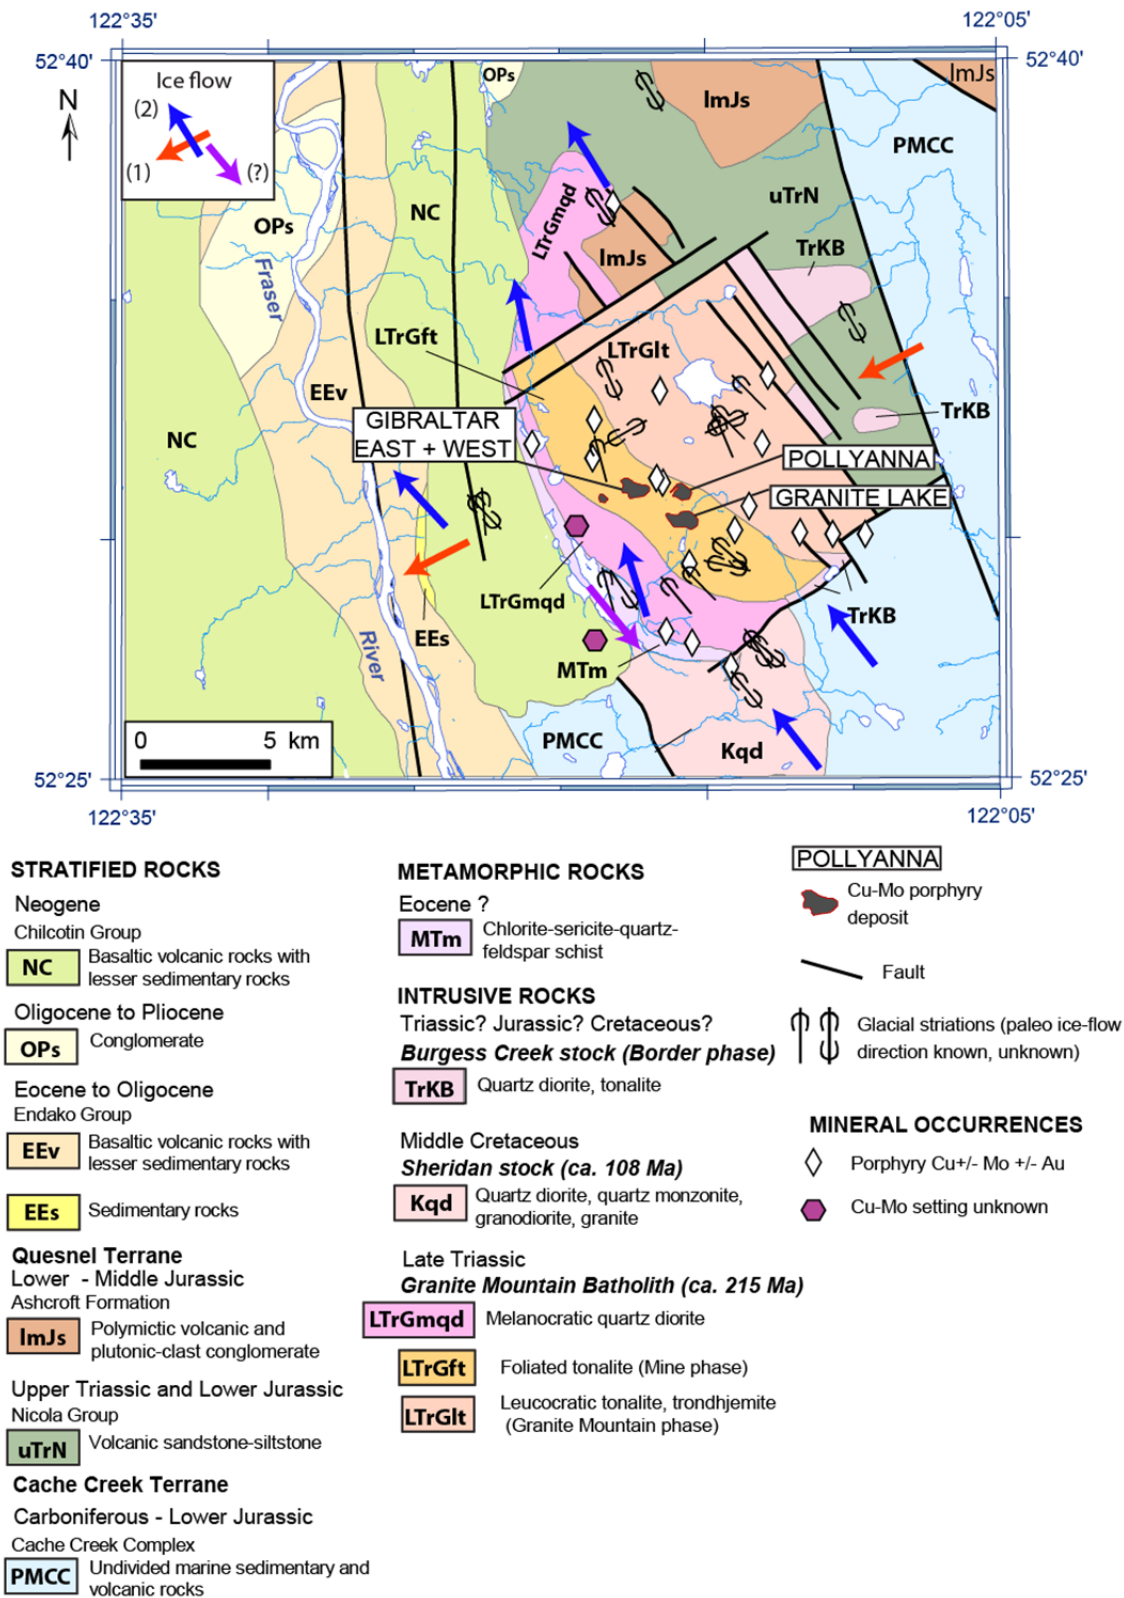 122°35'
122°05'
52°40'
52°40'
N
Ice flow
(2)
(1)
(?)
OPs
lmJs
lmJs
PMCC
NC
OPs
LTrGmqd
uTrN
TrKB
lmJs
Fraser
LTrGft
LTrGlt
EEv
TrKB
NC
GIBRALTAR
EAST + WEST
POLLYANNA
GRANITE LAKE
LTrGmqd
TrKB
EEs
River
MTm
PMCC
Kqd
0 5 km
52°25'
52°25'
122°35'
122°05'
STRATIFIED ROCKS
Neogene
Chilcotin Group
NC
Basaltic volcanic rocks with
lesser sedimentary rocks
Oligocene to Pliocene
OPs
Conglomerate
Eocene to Oligocene
Endako Group
EEv
Basaltic volcanic rocks with
lesser sedimentary rocks
EEs
Sedimentary rocks
Quesnel Terrane
Lower - Middle Jurassic
Ashcroft Formation
lmJs
Polymictic volcanic and
plutonic-clast conglomerate
Upper Triassic and Lower Jurassic
Nicola Group
uTrN
Volcanic sandstone-siltstone
Cache Creek Terrane
Carboniferous - Lower Jurassic
Cache Creek Complex
PMCC
Undivided marine sedimentary and
volcanic rocks
METAMORPHIC ROCKS
Eocene ?
MTm
Chlorite-sericite-quartz-
feldspar schist
INTRUSIVE ROCKS
Triassic? Jurassic? Cretaceous?
Burgess Creek stock (Border phase)
TrKB
Quartz diorite, tonalite
Middle Cretaceous
Sheridan stock (ca. 108 Ma)
Kqd
Quartz diorite, quartz monzonite,
granodiorite, granite
Late Triassic
Granite Mountain Batholith (ca. 215 Ma)
LTrGmqd
Melanocratic quartz diorite
LTrGft
Foliated tonalite (Mine phase)
LTrGlt
Leucocratic tonalite, trondhjemite
(Granite Mountain phase)
POLLYANNA
Cu-Mo porphyry
deposit
Fault
Glacial striations (paleo ice-flow
direction known, unknown)
MINERAL OCCURRENCES
Porphyry Cu+/- Mo +/- Au
Cu-Mo setting unknown